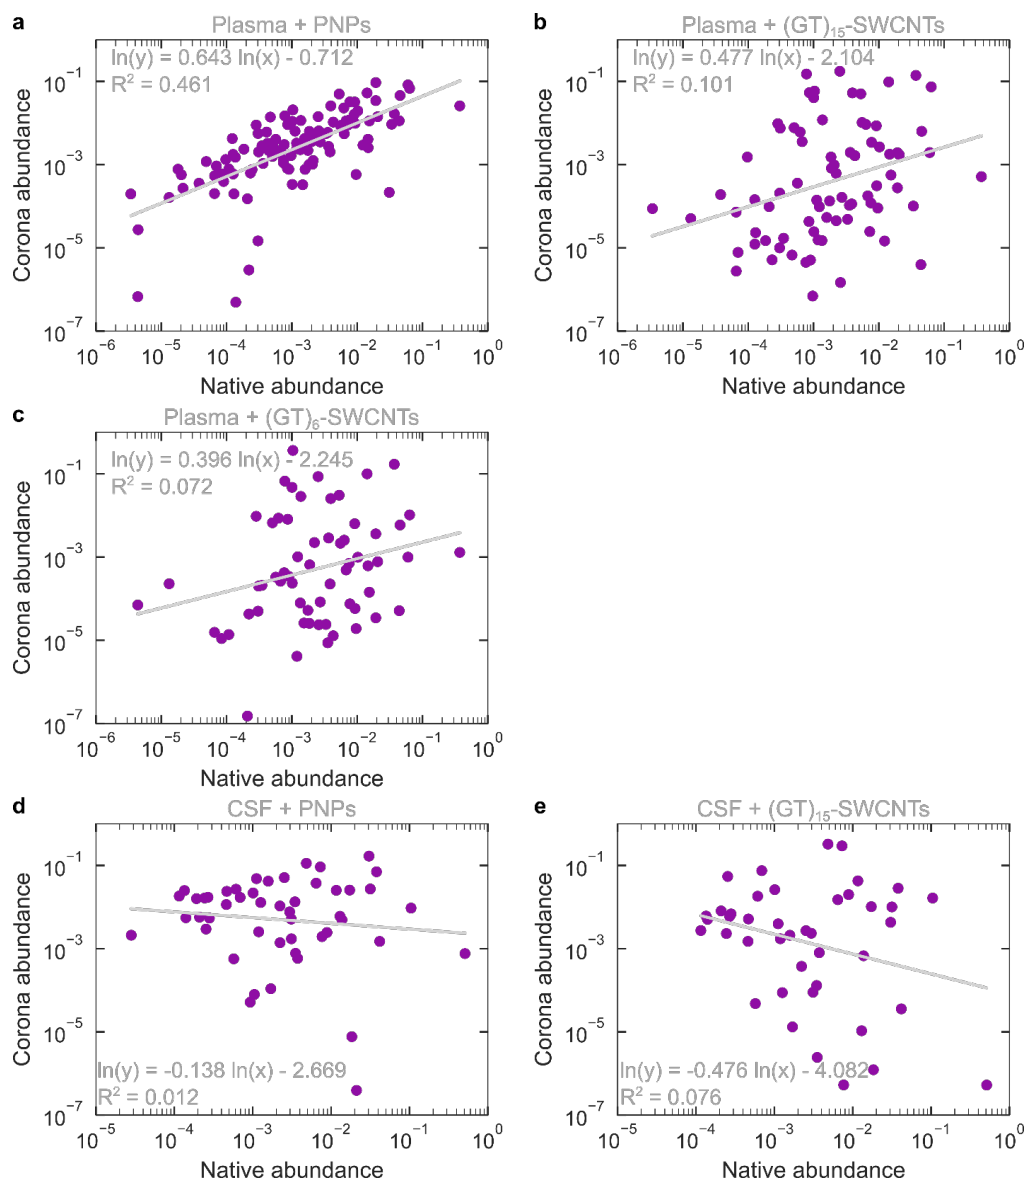 a
Plasma + PNPs
ln(y) = 0.643 ln(x) - 0.712
R² = 0.461
10⁻¹
10⁻³
10⁻⁵
10⁻⁷
Corona abundance
10⁻⁶ 10⁻⁵ 10⁻⁴ 10⁻³ 10⁻² 10⁻¹ 10⁰
Native abundance
b
Plasma + (GT)₁₅-SWCNTs
ln(y) = 0.477 ln(x) - 2.104
R² = 0.101
10⁻¹
10⁻³
10⁻⁵
10⁻⁷
Corona abundance
10⁻⁶ 10⁻⁵ 10⁻⁴ 10⁻³ 10⁻² 10⁻¹ 10⁰
Native abundance
c
Plasma + (GT)₆-SWCNTs
ln(y) = 0.396 ln(x) - 2.245
R² = 0.072
10⁻¹
10⁻³
10⁻⁵
10⁻⁷
Corona abundance
10⁻⁶ 10⁻⁵ 10⁻⁴ 10⁻³ 10⁻² 10⁻¹ 10⁰
Native abundance
d
CSF + PNPs
10⁻¹
10⁻³
10⁻⁵
10⁻⁷
Corona abundance
ln(y) = -0.138 ln(x) - 2.669
R² = 0.012
10⁻⁵ 10⁻⁴ 10⁻³ 10⁻² 10⁻¹ 10⁰
Native abundance
e
CSF + (GT)₁₅-SWCNTs
10⁻¹
10⁻³
10⁻⁵
10⁻⁷
Corona abundance
ln(y) = -0.476 ln(x) - 4.082
R² = 0.076
10⁻⁵ 10⁻⁴ 10⁻³ 10⁻² 10⁻¹ 10⁰
Native abundance